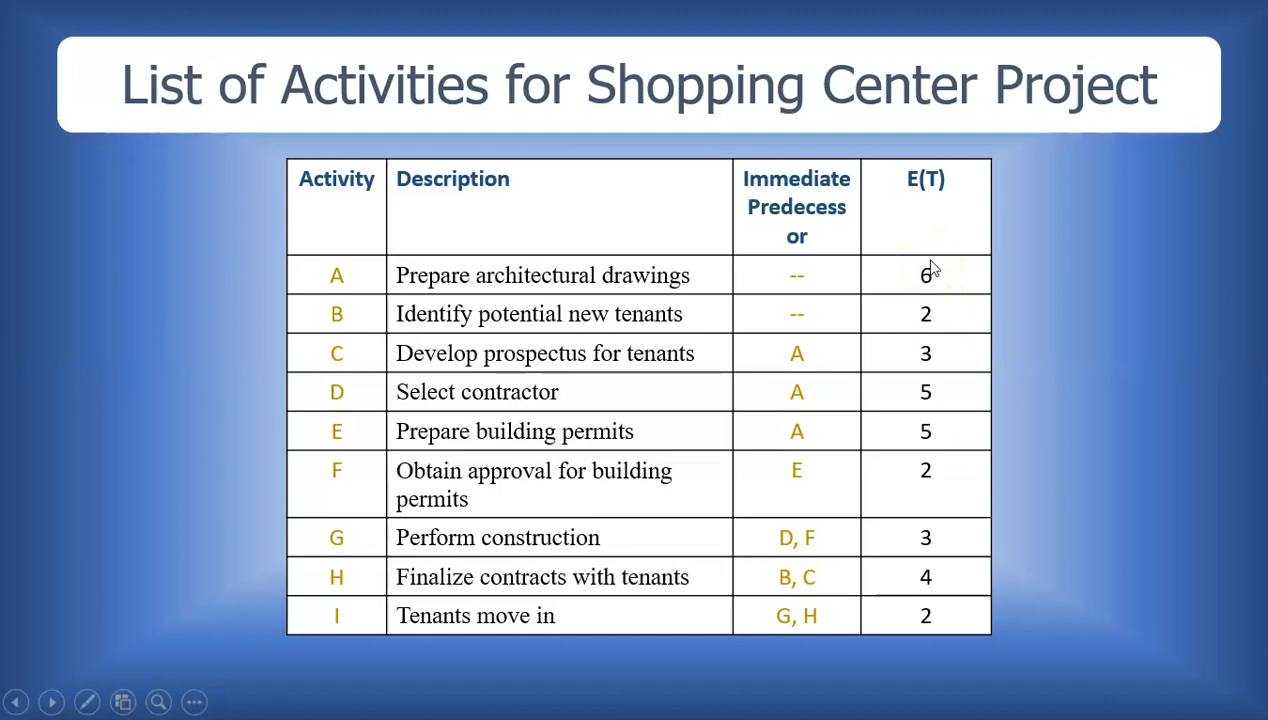 List of Activities for Shopping Center Project
Activity Description Immediate E(T)
Predecess
or
A Prepare architectural drawings -- 6
B Identify potential new tenants -- 2
C Develop prospectus for tenants A 3
D Select contractor A 5
E Prepare building permits A 5
F Obtain approval for building E 2
permits
G Perform construction D, F 3
H Finalize contracts with tenants B, C 4
I Tenants move in G, H 2